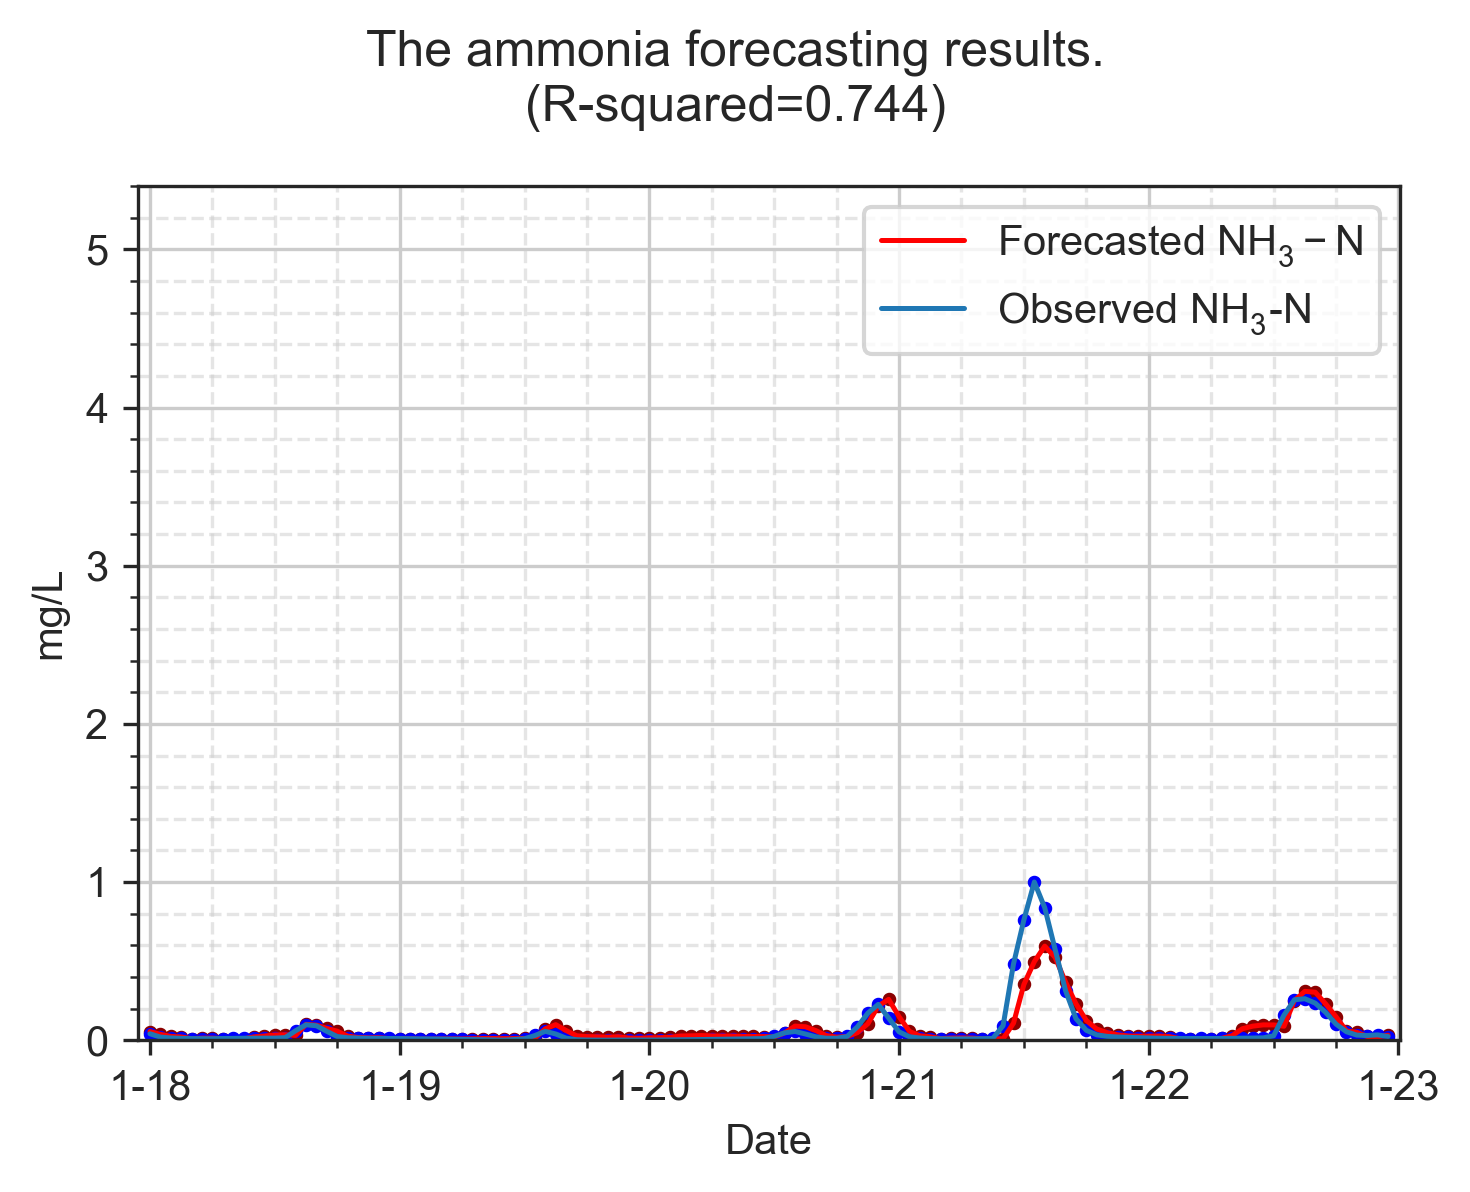 The ammonia forecasting results.
(R-squared=0.744)
Forecasted NH₃ − N
Observed NH₃-N
5
4
3
2
1
0
mg/L
1-18 1-19 1-20 1-21 1-22 1-23
Date